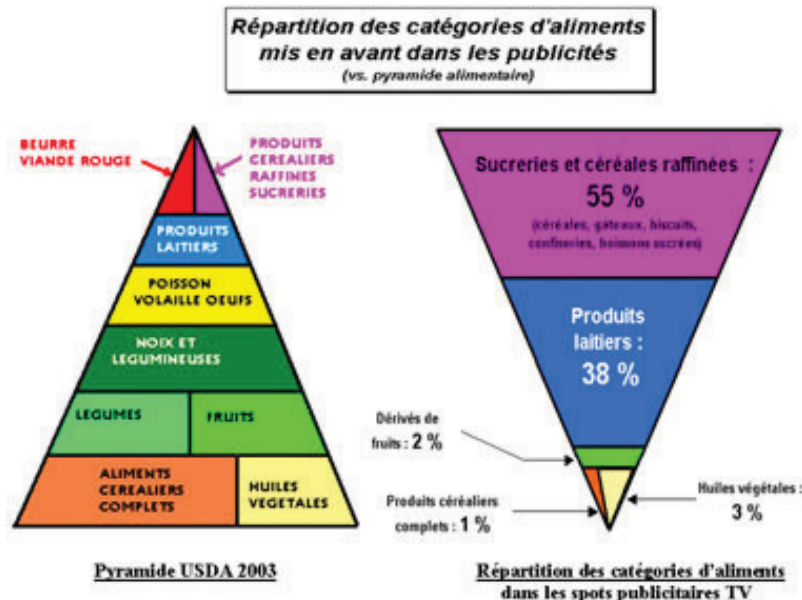 Répartition des catégories d'aliments
mis en avant dans les publicités
(vs. pyramide alimentaire)
BEURRE
VIANDE ROUGE
PRODUITS
CEREALIERS
RAFFINES
SUCRERIES
PRODUITS
LAITIERS
POISSON
VOLAILLE OEUFS
NOIX ET
LEGUMINEUSES
LEGUMES
FRUITS
ALIMENTS
CEREALIERS
COMPLETS
HUILES
VEGETALES
Pyramide USDA 2003
Sucreries et céréales raffinées :
55 %
(céréales, gâteaux, biscuits,
confiseries, boissons sucrées)
Produits
laitiers :
38 %
Dérivés de
fruits : 2 %
Produits céréaliers
complets : 1 %
Huiles végétales :
3 %
Répartition des catégories d'aliments
dans les spots publicitaires TV